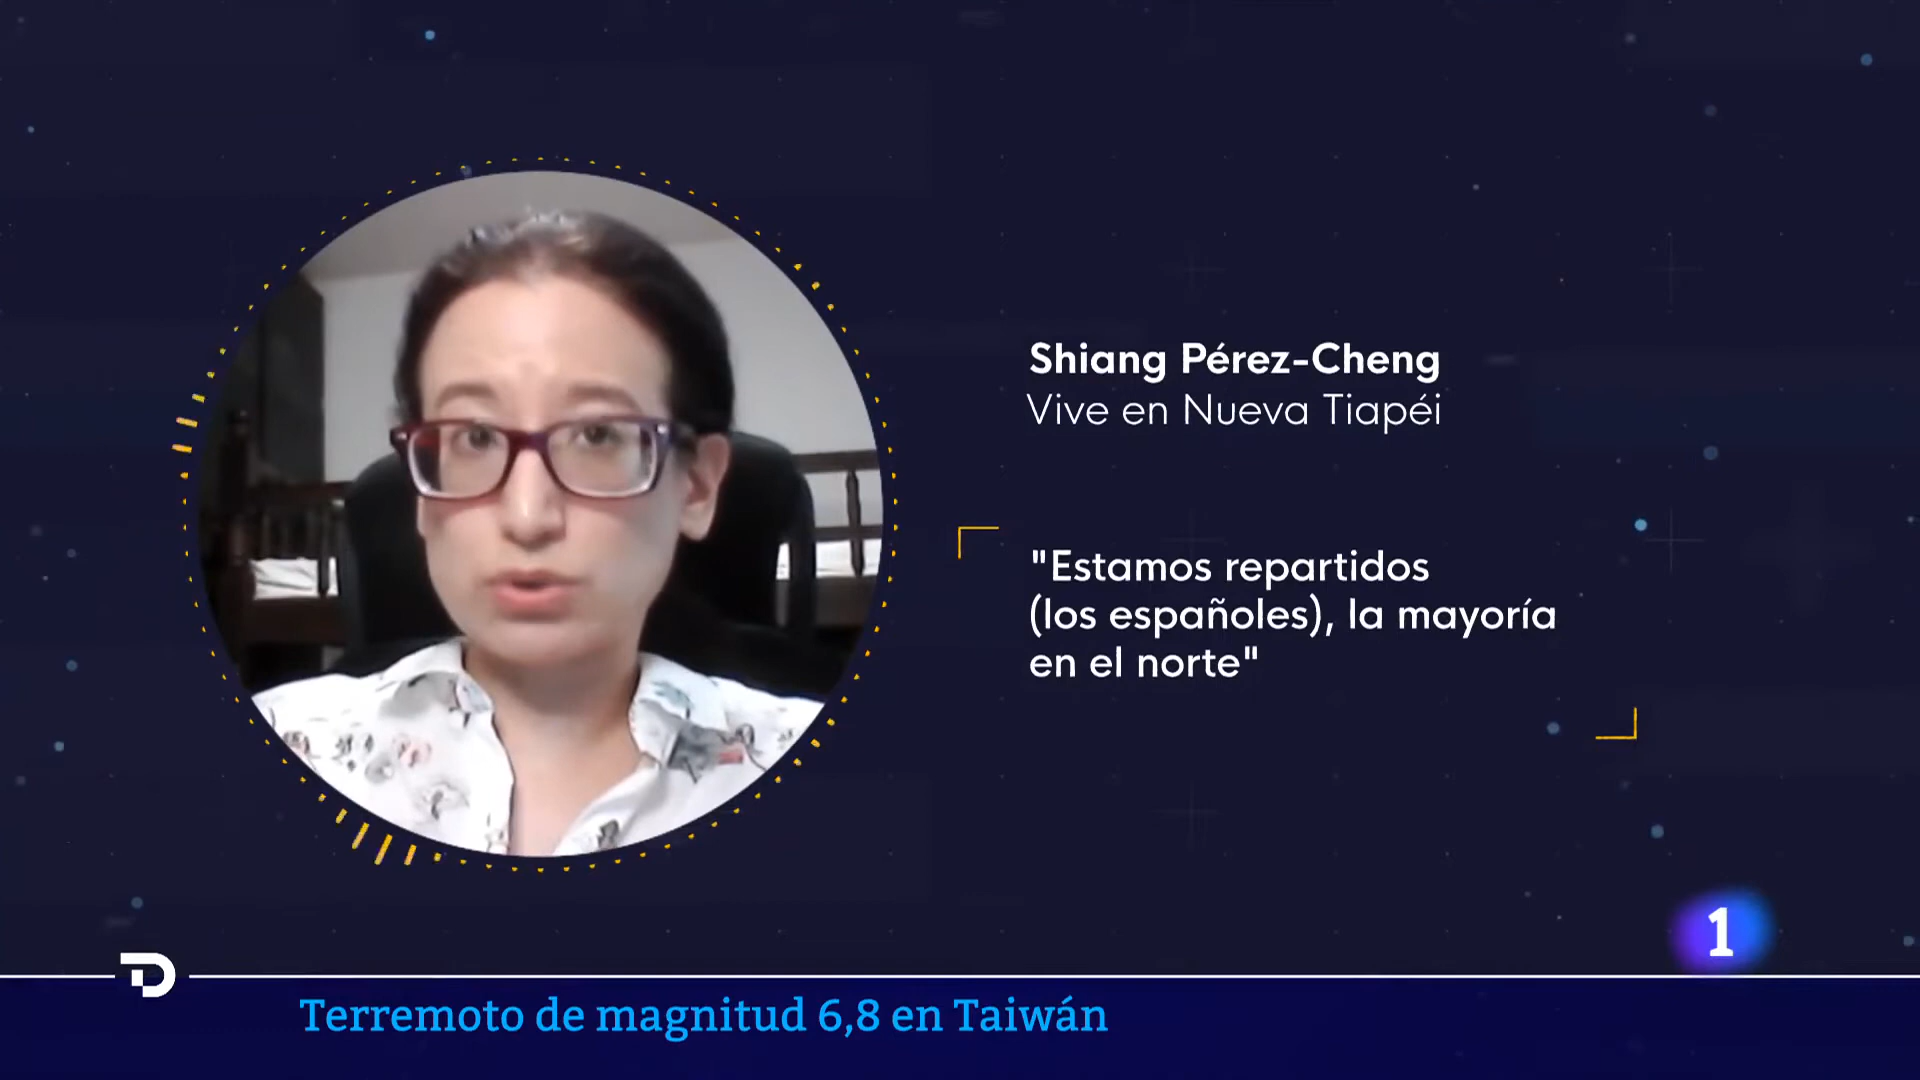 Shiang Pérez-Cheng
Vive en Nueva Tiapéi
"Estamos repartidos
(los españoles), la mayoría
en el norte"
1
D
Terremoto de magnitud 6,8 en Taiwán